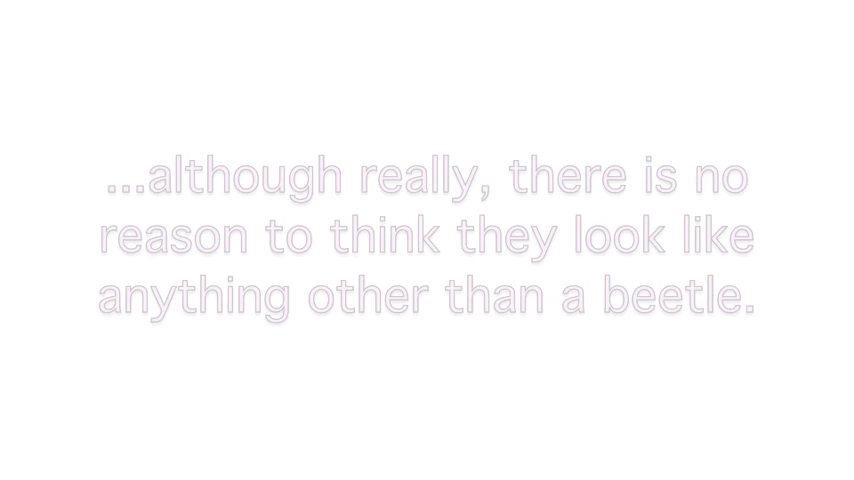 ...although really, there is no
reason to think they look like
anything other than a beetle.